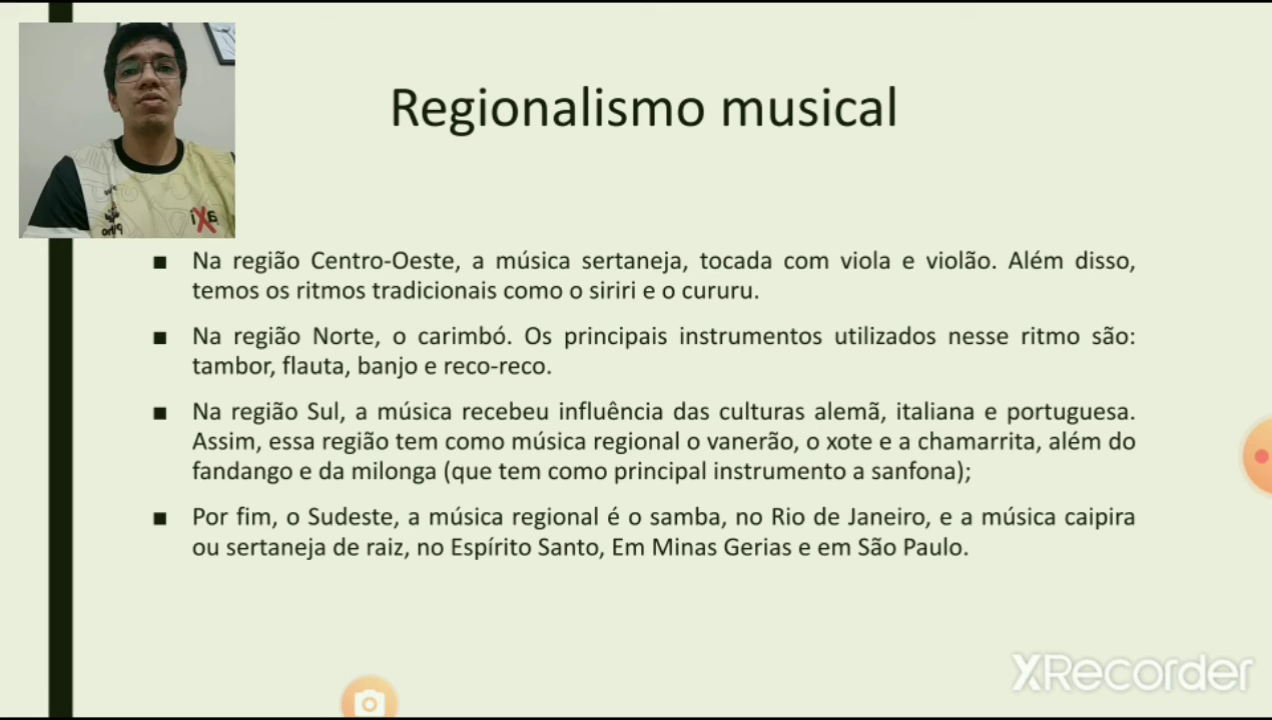 Regionalismo musical
Na região Centro-Oeste, a música sertaneja, tocada com viola e violão. Além disso,
temos os ritmos tradicionais como o siriri e o cururu.
Na região Norte, o carimbó. Os principais instrumentos utilizados nesse ritmo são:
tambor, flauta, banjo e reco-reco.
Na região Sul, a música recebeu influência das culturas alemã, italiana e portuguesa.
Assim, essa região tem como música regional o vanerão, o xote e a chamarrita, além do
fandango e da milonga (que tem como principal instrumento a sanfona);
Por fim, o Sudeste, a música regional é o samba, no Rio de Janeiro, e a música caipira
ou sertaneja de raiz, no Espírito Santo, Em Minas Gerias e em São Paulo.
XRecorder